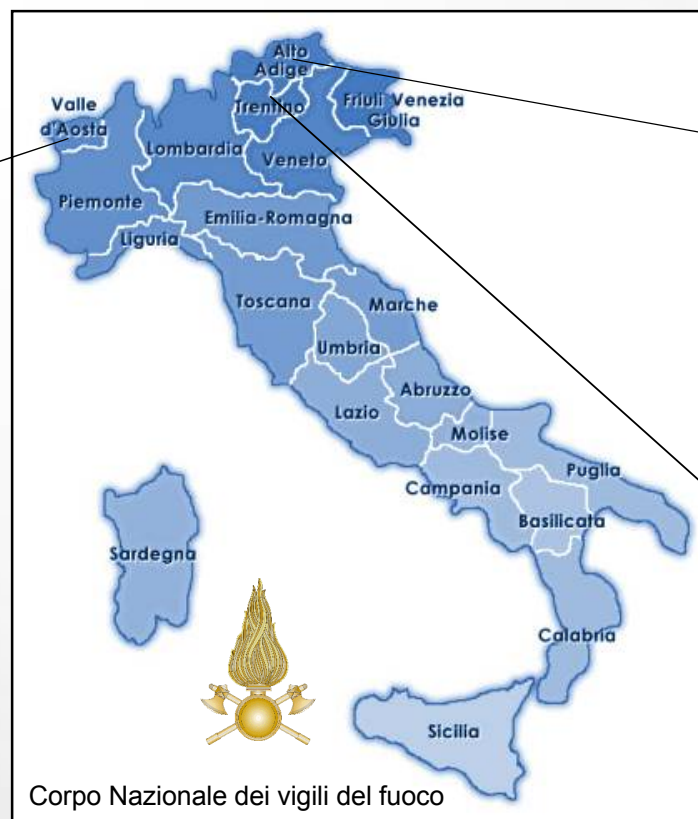 Alto
Adige
Valle
d'Aosta
Trentino
Friuli Venezia
Giulia
Lombardia
Veneto
Piemonte
Emilia-Romagna
Liguria
Toscana
Marche
Umbria
Abruzzo
Lazio
Molise
Puglia
Campania
Basilicata
Sardegna
Calabria
Sicilia
Corpo Nazionale dei vigili del fuoco